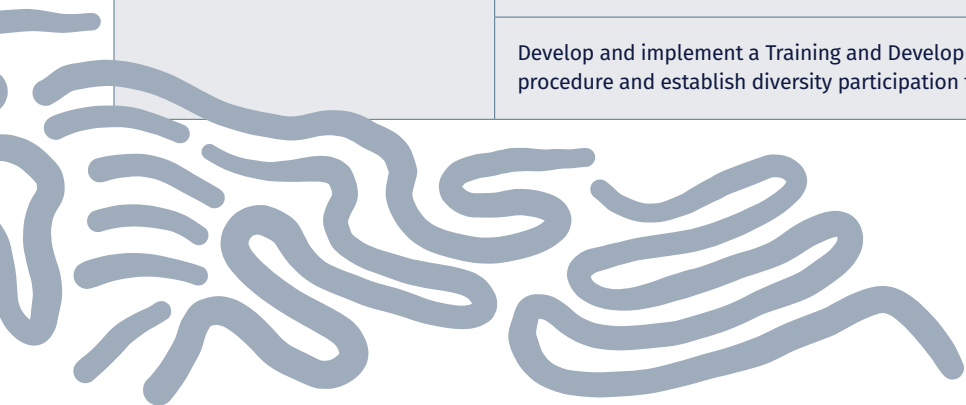 Develop and implement a Training and Develop
procedure and establish diversity participation